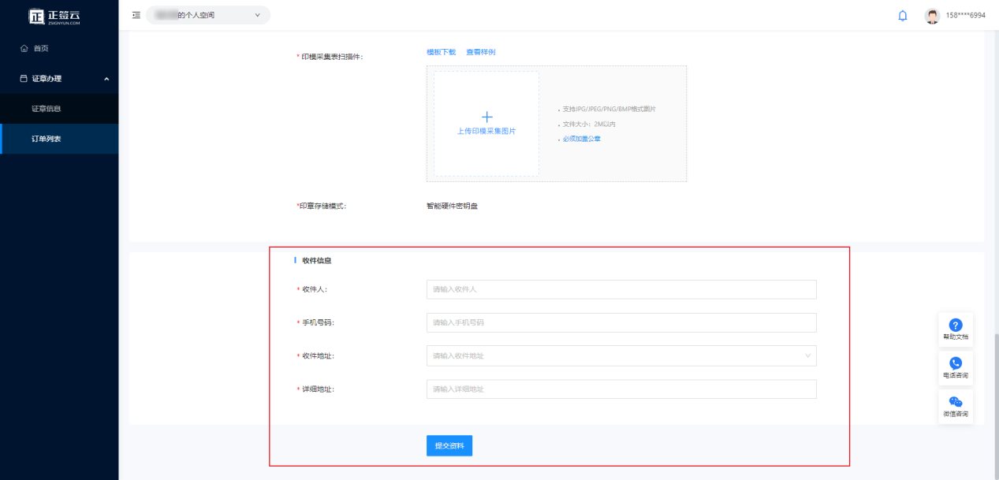 正签云
ZSIGNYUN.COM
的个人空间
158****6994
首页
证章办理
证章信息
订单列表
* 印模采集表扫描件:
模板下载 查看样例
上传印模采集图片
支持JPG/JPEG/PNG/BMP格式图片
文件大小: 2M以内
必须加盖公章
*印章存储模式:
智能硬件密钥盘
收件信息
* 收件人:
请输入收件人
* 手机号码:
请输入手机号码
* 收件地址:
请输入收件地址
* 详细地址:
请输入详细地址
提交资料
帮助文档
电话咨询
微信咨询